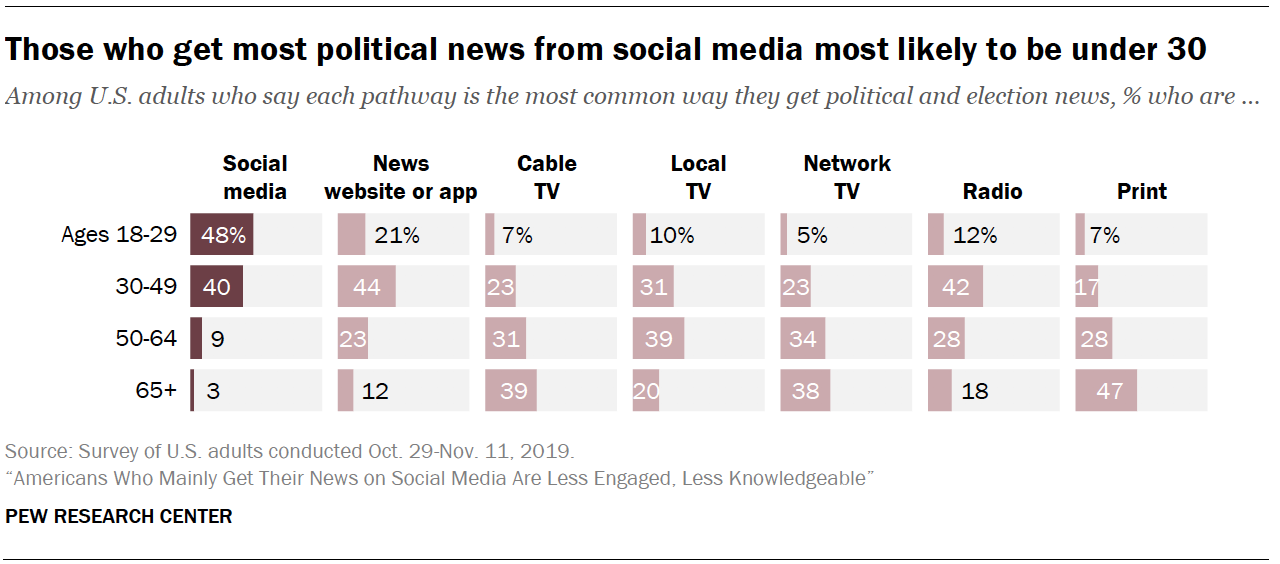 Those who get most political news from social media most likely to be under 30
Among U.S. adults who say each pathway is the most common way they get political and election news, % who are ...
Social media News website or app Cable TV Local TV Network TV Radio Print
Ages 18-29 48% 21% 7% 10% 5% 12% 7%
30-49 40 44 23 31 23 42 17
50-64 9 23 31 39 34 28 28
65+ 3 12 39 20 38 18 47
Source: Survey of U.S. adults conducted Oct. 29-Nov. 11, 2019.
“Americans Who Mainly Get Their News on Social Media Are Less Engaged, Less Knowledgeable”
PEW RESEARCH CENTER